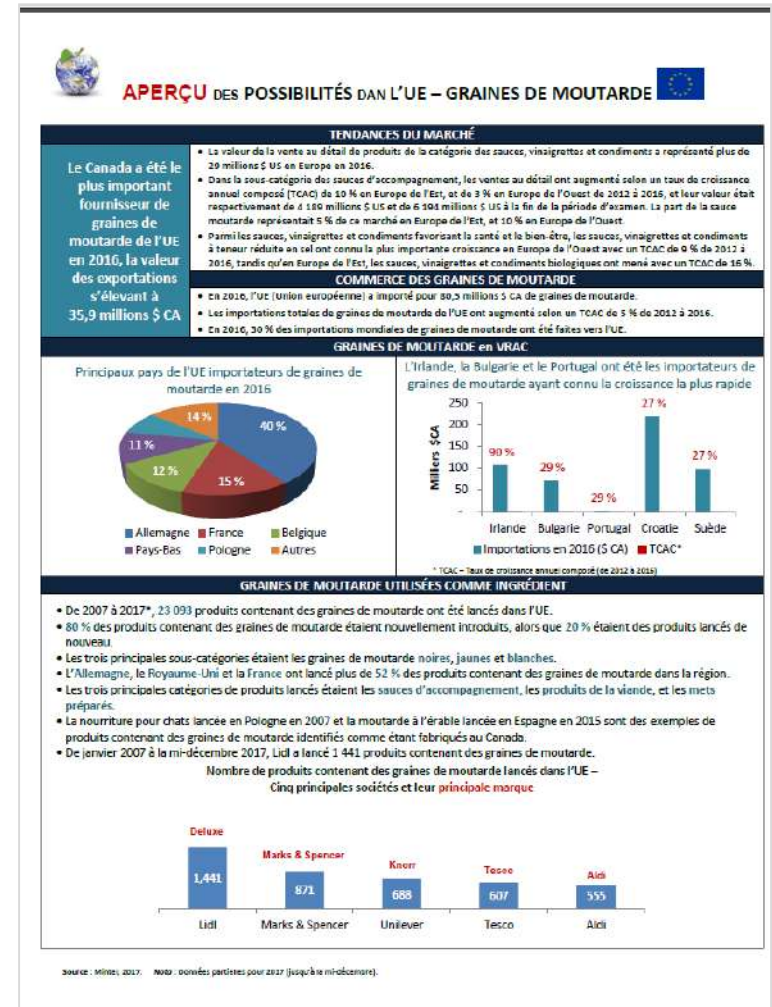 APERÇU DES POSSIBILITÉS DAN L'UE – GRAINES DE MOUTARDE
TENDANCES DU MARCHÉ
Le Canada a été le
plus important
fournisseur de
graines de
moutarde de l'UE
en 2016, la valeur
des exportations
s'élevant à
35,9 millions $ CA
• La valeur de la vente au détail de produits de la catégorie des sauces, vinaigrettes et condiments a représenté plus de
29 millions $ US en Europe en 2016.
• Dans la sous-catégorie des sauces d'accompagnement, les ventes au détail ont augmenté selon un taux de croissance
annuel composé (TCAC) de 10 % en Europe de l'Est, et de 3 % en Europe de l'Ouest de 2012 à 2016, et leur valeur était
respectivement de 4 189 millions $ US et de 6 194 millions $ US à la fin de la période d'examen. La part de la sauce
moutarde représentait 5 % de ce marché en Europe de l'Est, et 10 % en Europe de l'Ouest.
• Parmi les sauces, vinaigrettes et condiments favorisant la santé et le bien-être, les sauces, vinaigrettes et condiments
à teneur réduite en sel ont connu la plus importante croissance en Europe de l'Ouest avec un TCAC de 9 % de 2012 à
2016, tandis qu'en Europe de l'Est, les sauces, vinaigrettes et condiments biologiques ont mené avec un TCAC de 16 %.
COMMERCE DES GRAINES DE MOUTARDE
• En 2016, l'UE (Union européenne) a importé pour 80,5 millions $ CA de graines de moutarde.
• Les importations totales de graines de moutarde de l'UE ont augmenté selon un TCAC de 5 % de 2012 à 2016.
• En 2016, 30 % des importations mondiales de graines de moutarde ont été faites vers l'UE.
GRAINES DE MOUTARDE en VRAC
Principaux pays de l'UE importateurs de graines de
moutarde en 2016
14 %
40 %
11 %
12 %
15 %
Allemagne France Belgique
Pays-Bas Pologne Autres
L'Irlande, la Bulgarie et le Portugal ont été les importateurs de
graines de moutarde ayant connu la croissance la plus rapide
Milliers $CA
250
200
150
100
50
-
90 %
29 %
29 %
27 %
27 %
Irlande Bulgarie Portugal Croatie Suède
Importations en 2016 ($ CA) TCAC*
* TCAC – Taux de croissance annuel composé (de 2012 à 2016)
GRAINES DE MOUTARDE UTILISÉES COMME INGRÉDIENT
• De 2007 à 2017*, 23 093 produits contenant des graines de moutarde ont été lancés dans l'UE.
• 80 % des produits contenant des graines de moutarde étaient nouvellement introduits, alors que 20 % étaient des produits lancés de
nouveau.
• Les trois principales sous-catégories étaient les graines de moutarde noires, jaunes et blanches.
• L'Allemagne, le Royaume-Uni et la France ont lancé plus de 52 % des produits contenant des graines de moutarde dans la région.
• Les trois principales catégories de produits lancés étaient les sauces d'accompagnement, les produits de la viande, et les mets
préparés.
• La nourriture pour chats lancée en Pologne en 2007 et la moutarde à l'érable lancée en Espagne en 2015 sont des exemples de
produits contenant des graines de moutarde identifiés comme étant fabriqués au Canada.
• De janvier 2007 à la mi-décembre 2017, Lidl a lancé 1 441 produits contenant des graines de moutarde.
Nombre de produits contenant des graines de moutarde lancés dans l'UE –
Cinq principales sociétés et leur principale marque
Deluxe
Marks & Spencer
Knorr
Tesco
Aldi
1,441
871
688
607
555
Lidl Marks & Spencer Unilever Tesco Aldi
Source : Mintel, 2017. Nota : Données partielles pour 2017 (jusqu'à la mi-décembre).